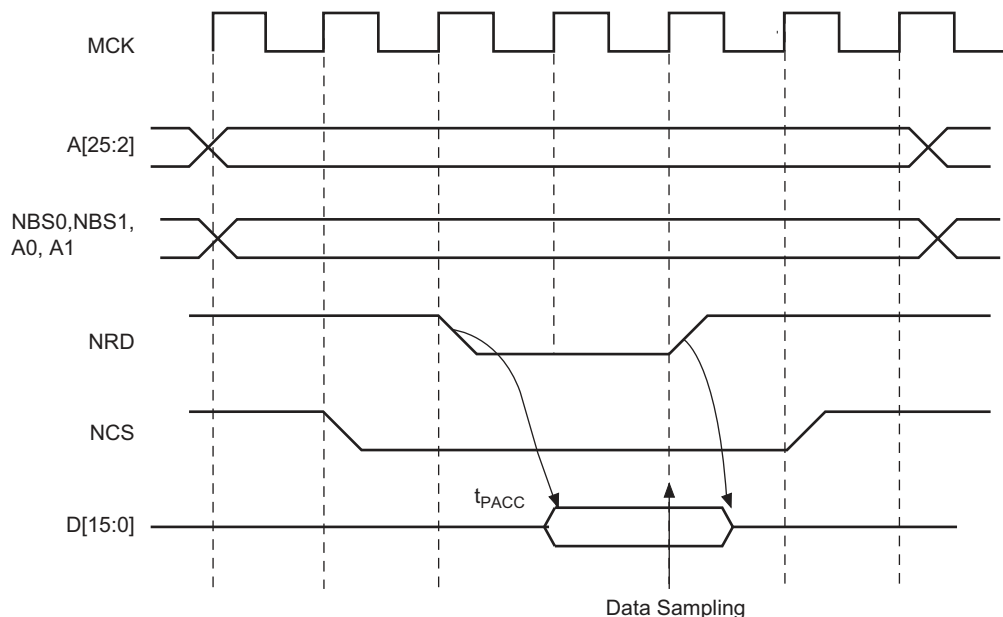 MCK
A[25:2]
NBS0,NBS1,
A0, A1
NRD
NCS
tPACC
D[15:0]
Data Sampling